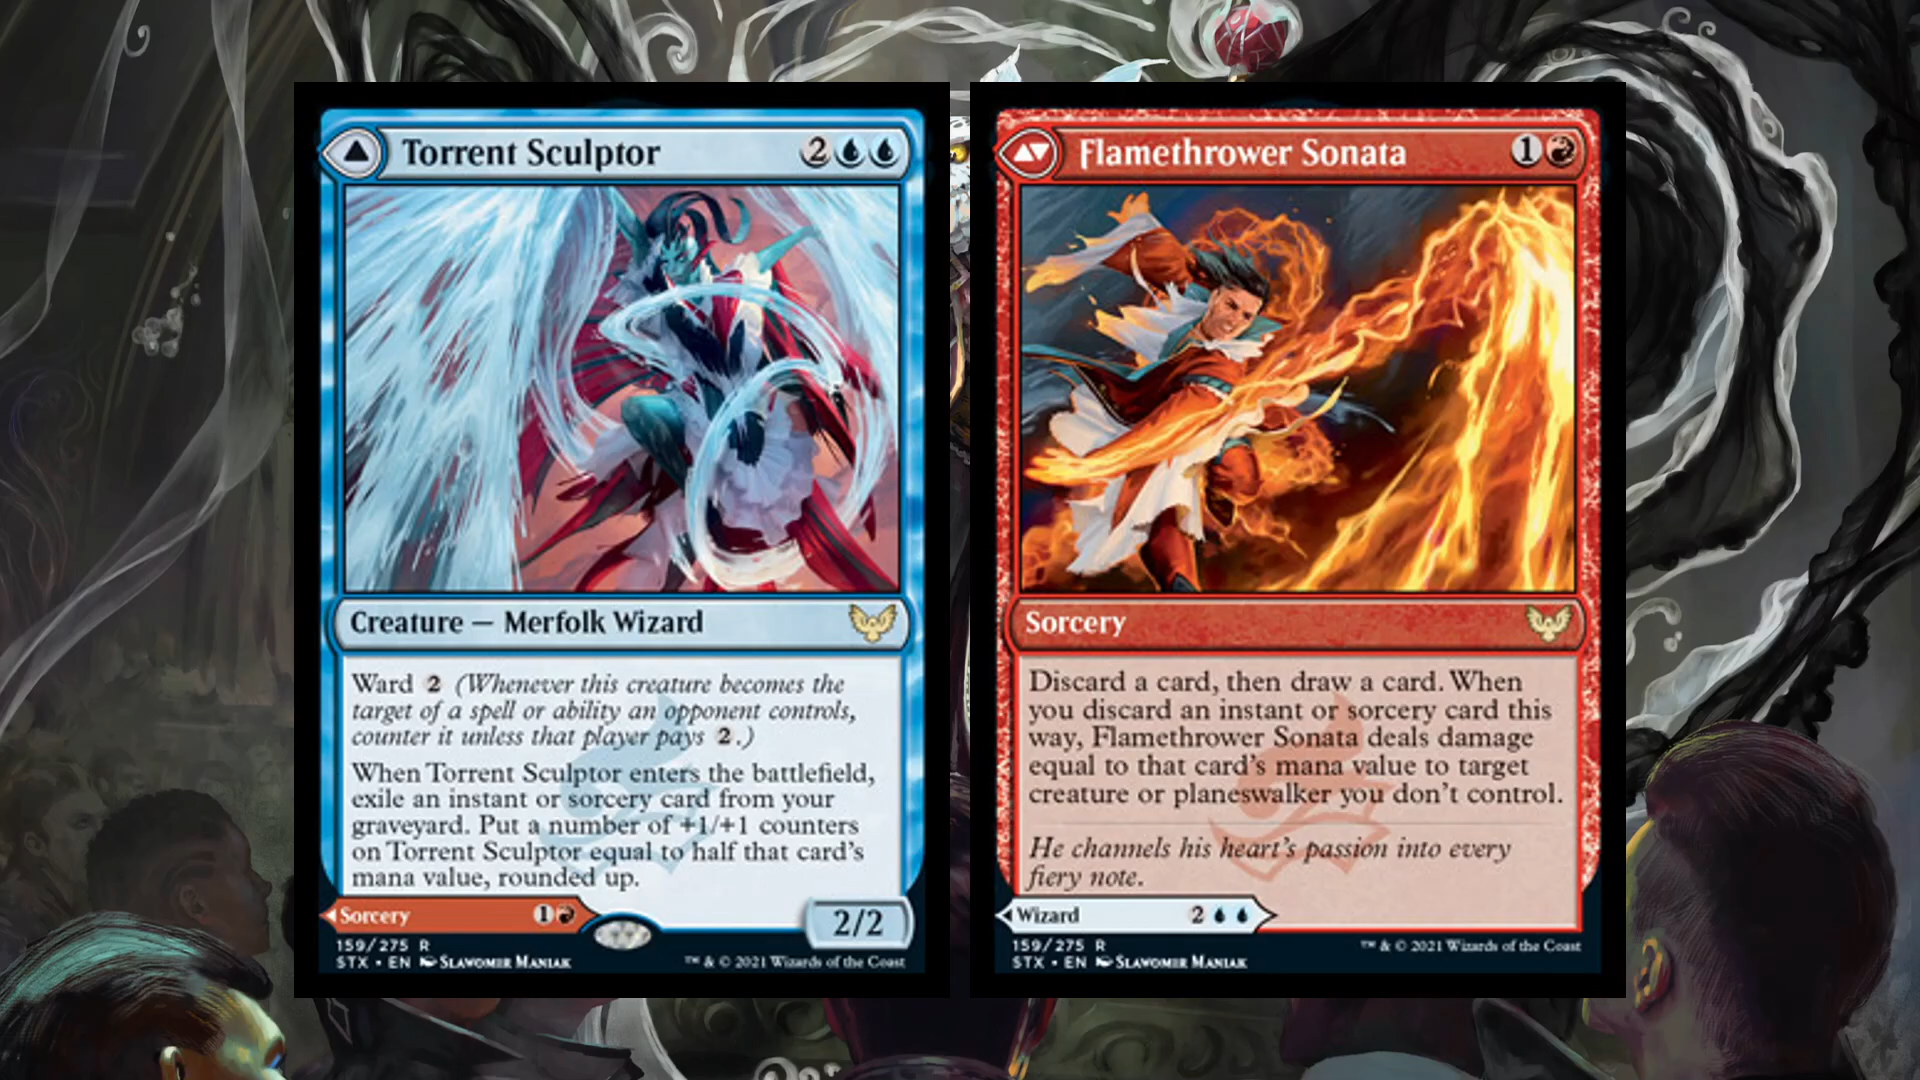 Torrent Sculptor
2
Creature — Merfolk Wizard
Ward 2 (Whenever this creature becomes the
target of a spell or ability an opponent controls,
counter it unless that player pays 2.)
When Torrent Sculptor enters the battlefield,
exile an instant or sorcery card from your
graveyard. Put a number of +1/+1 counters
on Torrent Sculptor equal to half that card's
mana value, rounded up.
Sorcery 1
2/2
159/275 R
STX • EN Slawomir Maniak
™ & © 2021 Wizards of the Coast
Flamethrower Sonata
1
Sorcery
Discard a card, then draw a card. When
you discard an instant or sorcery card this
way, Flamethrower Sonata deals damage
equal to that card's mana value to target
creature or planeswalker you don't control.
He channels his heart's passion into every
fiery note.
Wizard 2
159/275 R
STX • EN Slawomir Maniak
™ & © 2021 Wizards of the Coast